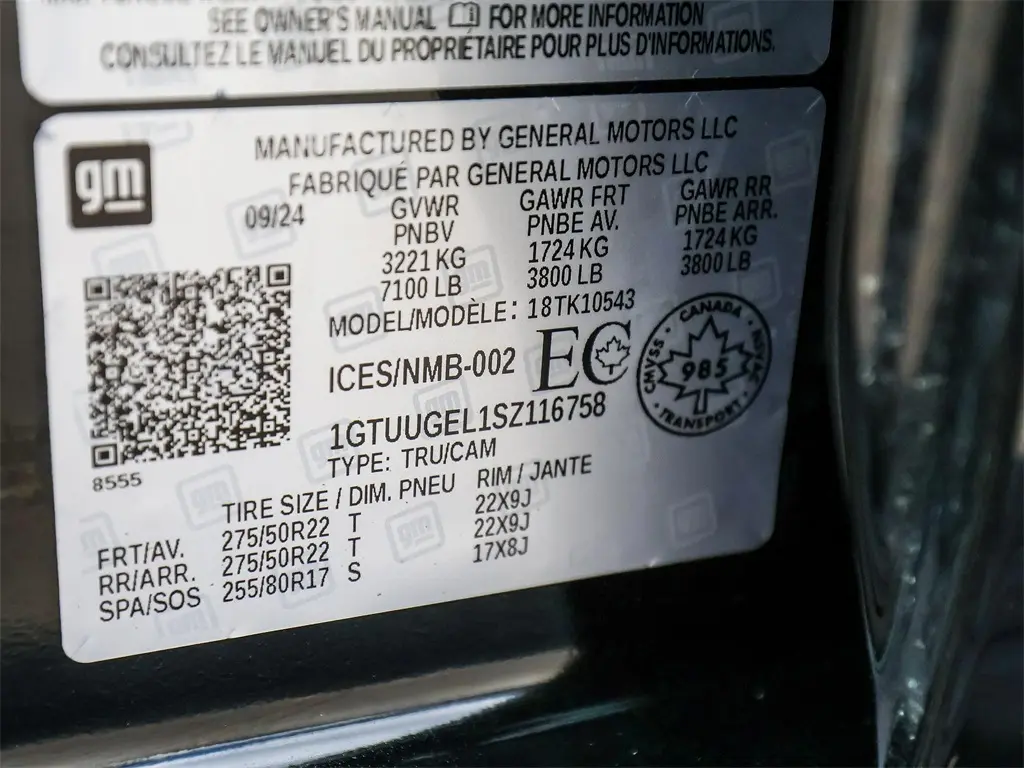 SEE OWNER'S MANUAL FOR MORE INFORMATION
CONSULTEZ LE MANUEL DU PROPRIÉTAIRE POUR PLUS D'INFORMATIONS.
gm
MANUFACTURED BY GENERAL MOTORS LLC
FABRIQUÉ PAR GENERAL MOTORS LLC
09/24 GVWR GAWR FRT GAWR RR
PNBV PNBE AV. PNBE ARR.
3221 KG 1724 KG 1724 KG
7100 LB 3800 LB 3800 LB
MODEL/MODÈLE: 18TK10543
ICES/NMB-002 EC
CANADA
CMVSS 985 NSVAC
TRANSPORT
1GTUUGEL1SZ116758
TYPE: TRU/CAM
8555
TIRE SIZE / DIM. PNEU RIM / JANTE
FRT/AV. 275/50R22 T 22X9J
RR/ARR. 275/50R22 T 22X9J
SPA/SOS 255/80R17 S 17X8J